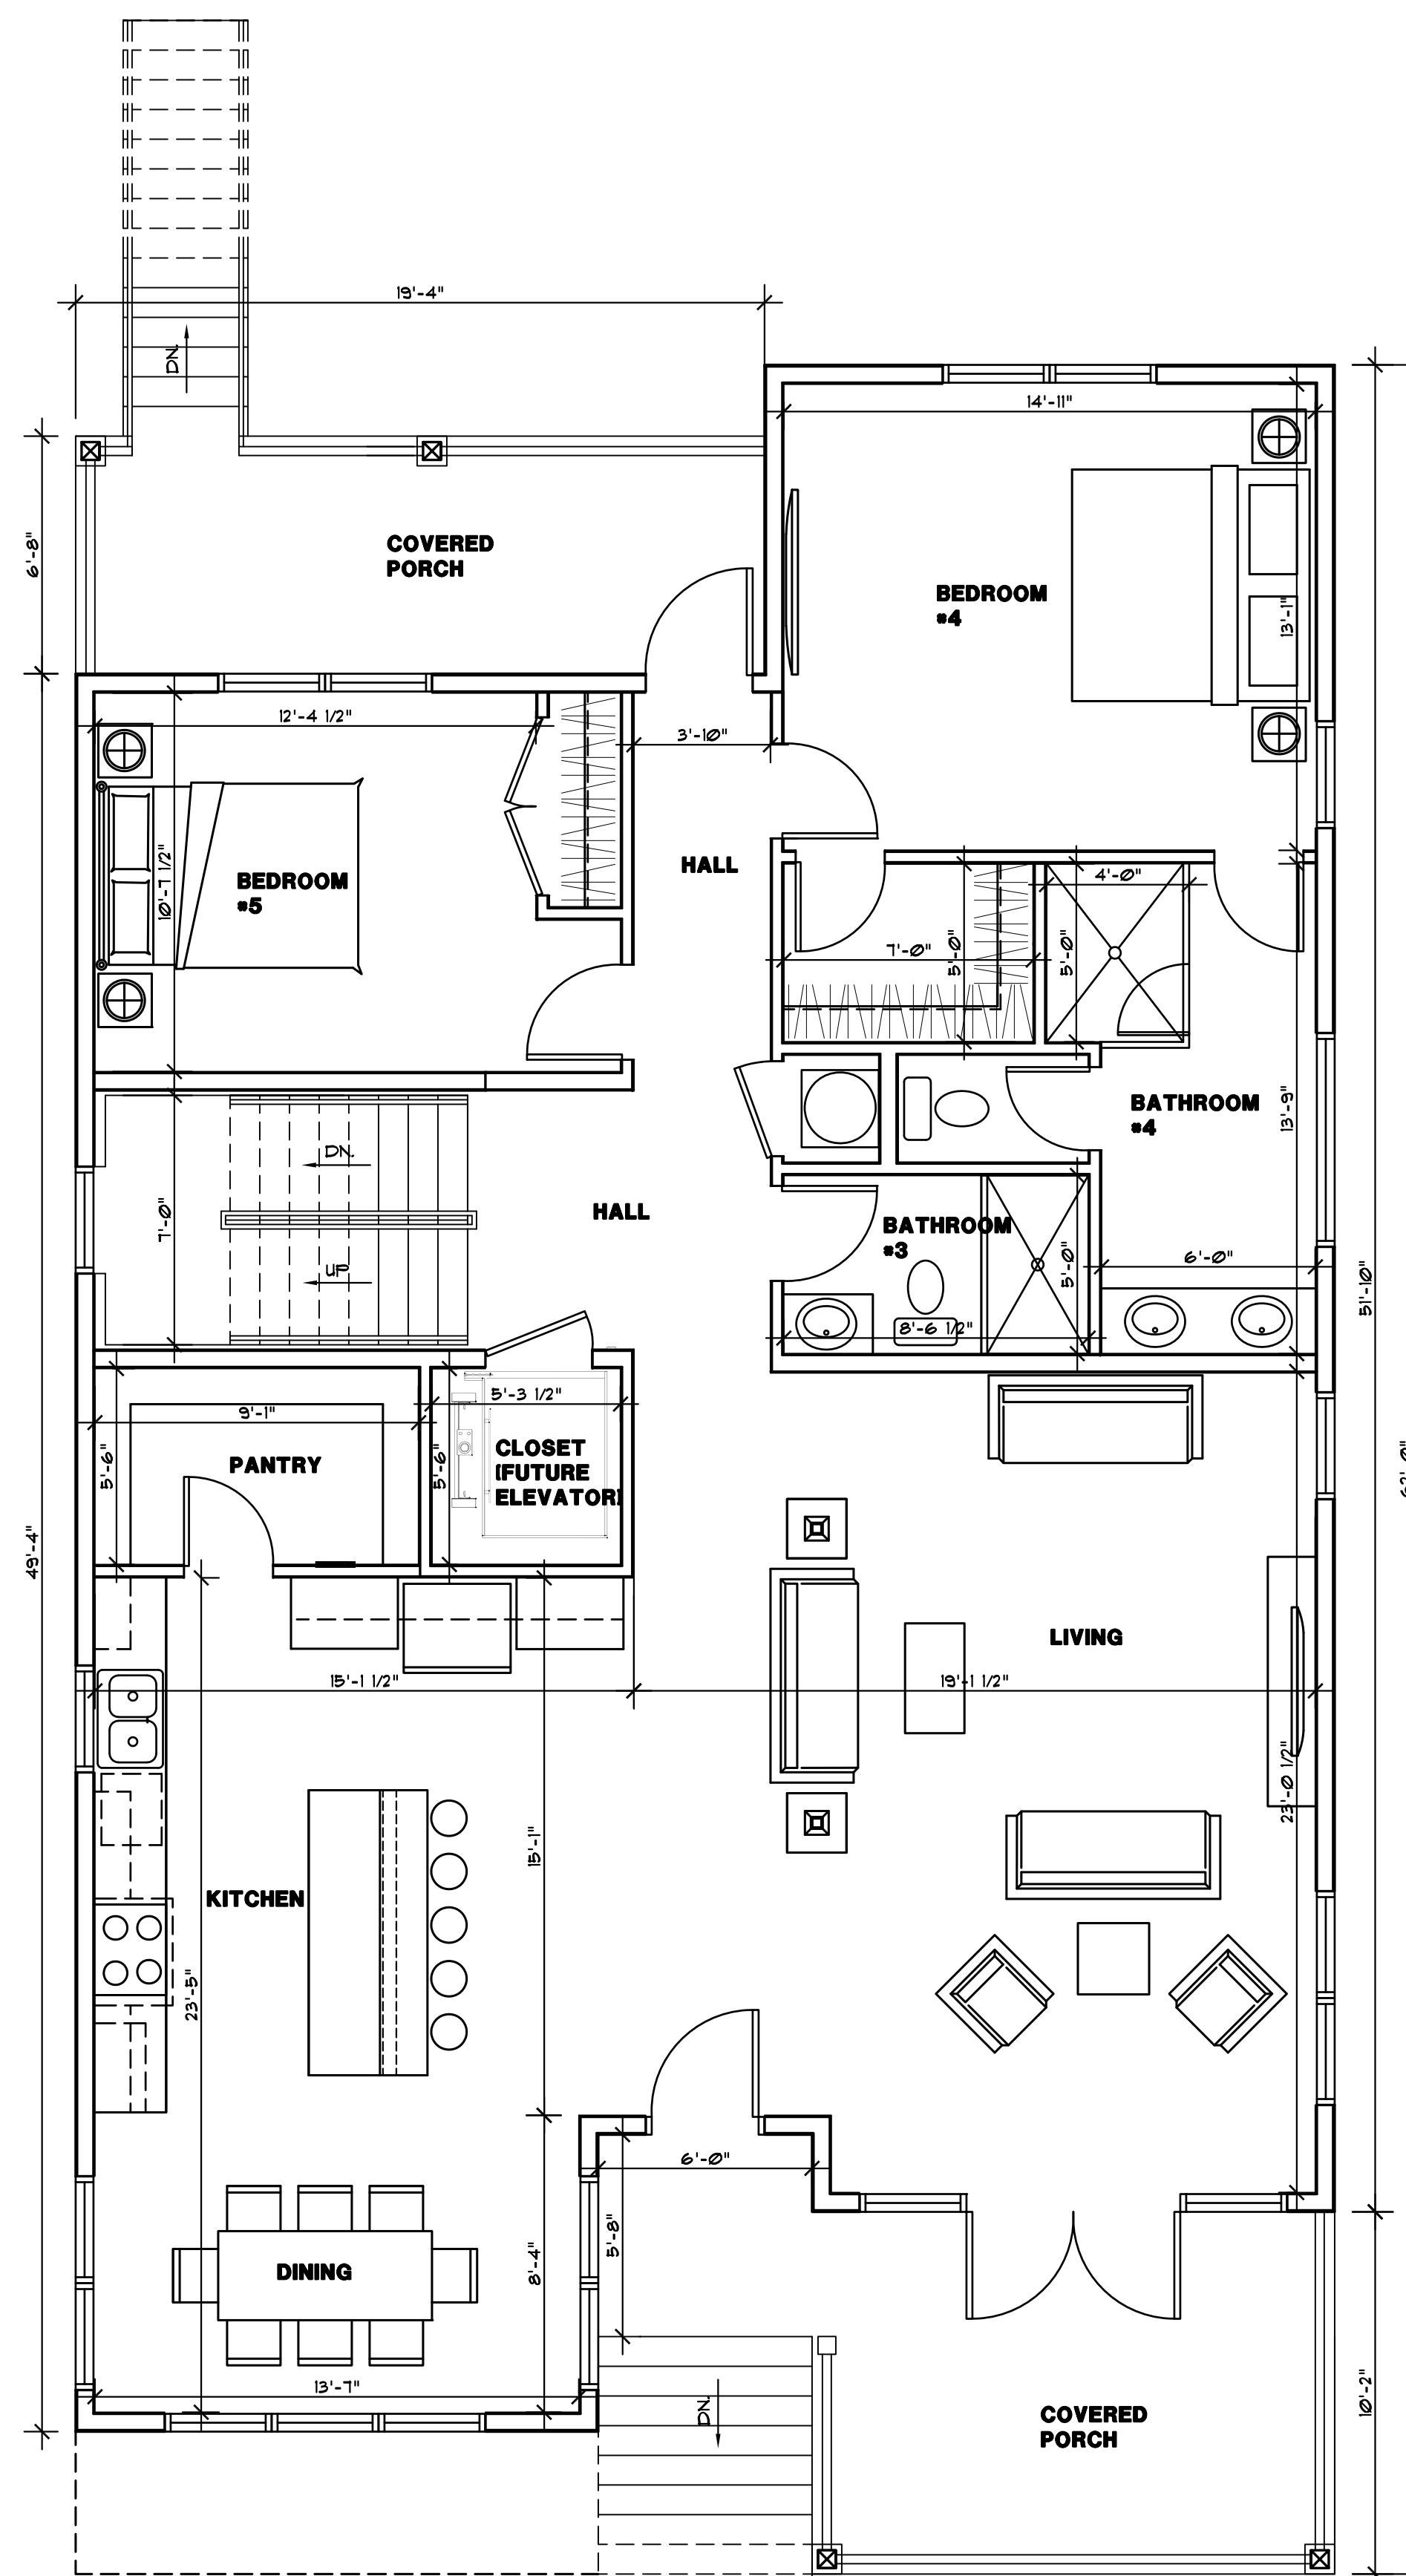 19'-4"
DN.
14'-11"
6'-8"
COVERED
PORCH
BEDROOM
#4
13'-1"
12'-4 1/2"
3'-10"
HALL
10'-7 1/2"
BEDROOM
#5
4'-0"
7'-0"
5'-0"
5'-0"
BATHROOM
#4
13'-9"
DN.
7'-0"
HALL
UP
BATHROOM
#3
5'-0"
6'-0"
8'-6 1/2"
51'-10"
9'-1"
5'-3 1/2"
5'-6"
PANTRY
5'-6"
CLOSET
(FUTURE
ELEVATOR)
49'-4"
LIVING
15'-1 1/2"
19'-1 1/2"
23'-0 1/2"
15'-1"
KITCHEN
23'-5"
6'-0"
5'-8"
8'-4"
DINING
13'-7"
DN.
10'-2"
COVERED
PORCH